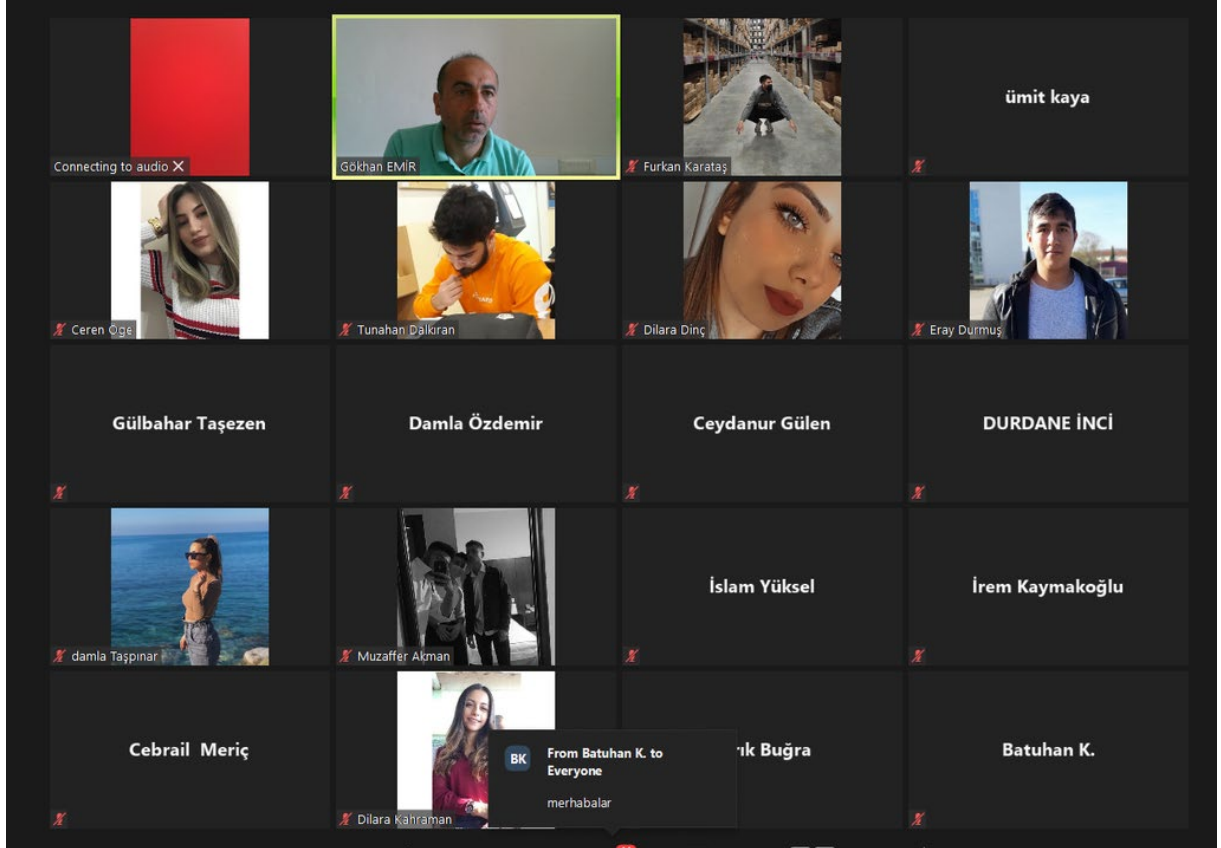 Connecting to audio
Gökhan EMİR
Furkan Karataş
ümit kaya
Ceren Öge
Tunahan Dalkıran
Dilara Dinç
Eray Durmuş
Gülbahar Taşezen
Damla Özdemir
Ceydanur Gülen
DURDANE İNCİ
damla Taşpınar
Muzaffer Akman
İslam Yüksel
İrem Kaymakoğlu
Cebrail Meriç
Dilara Kahraman
Buğra
Batuhan K.
BK
From Batuhan K. to
Everyone
merhabalar